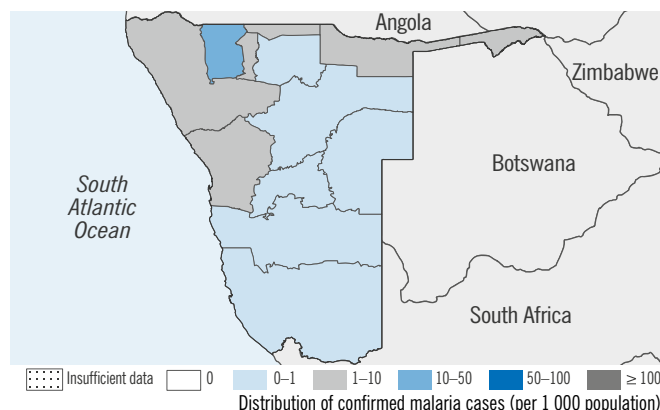 Angola
Zimbabwe
Botswana
South
Atlantic
Ocean
South Africa
Insufficient data 0 0–1 1–10 10–50 50–100 ≥ 100
Distribution of confirmed malaria cases (per 1 000 population)